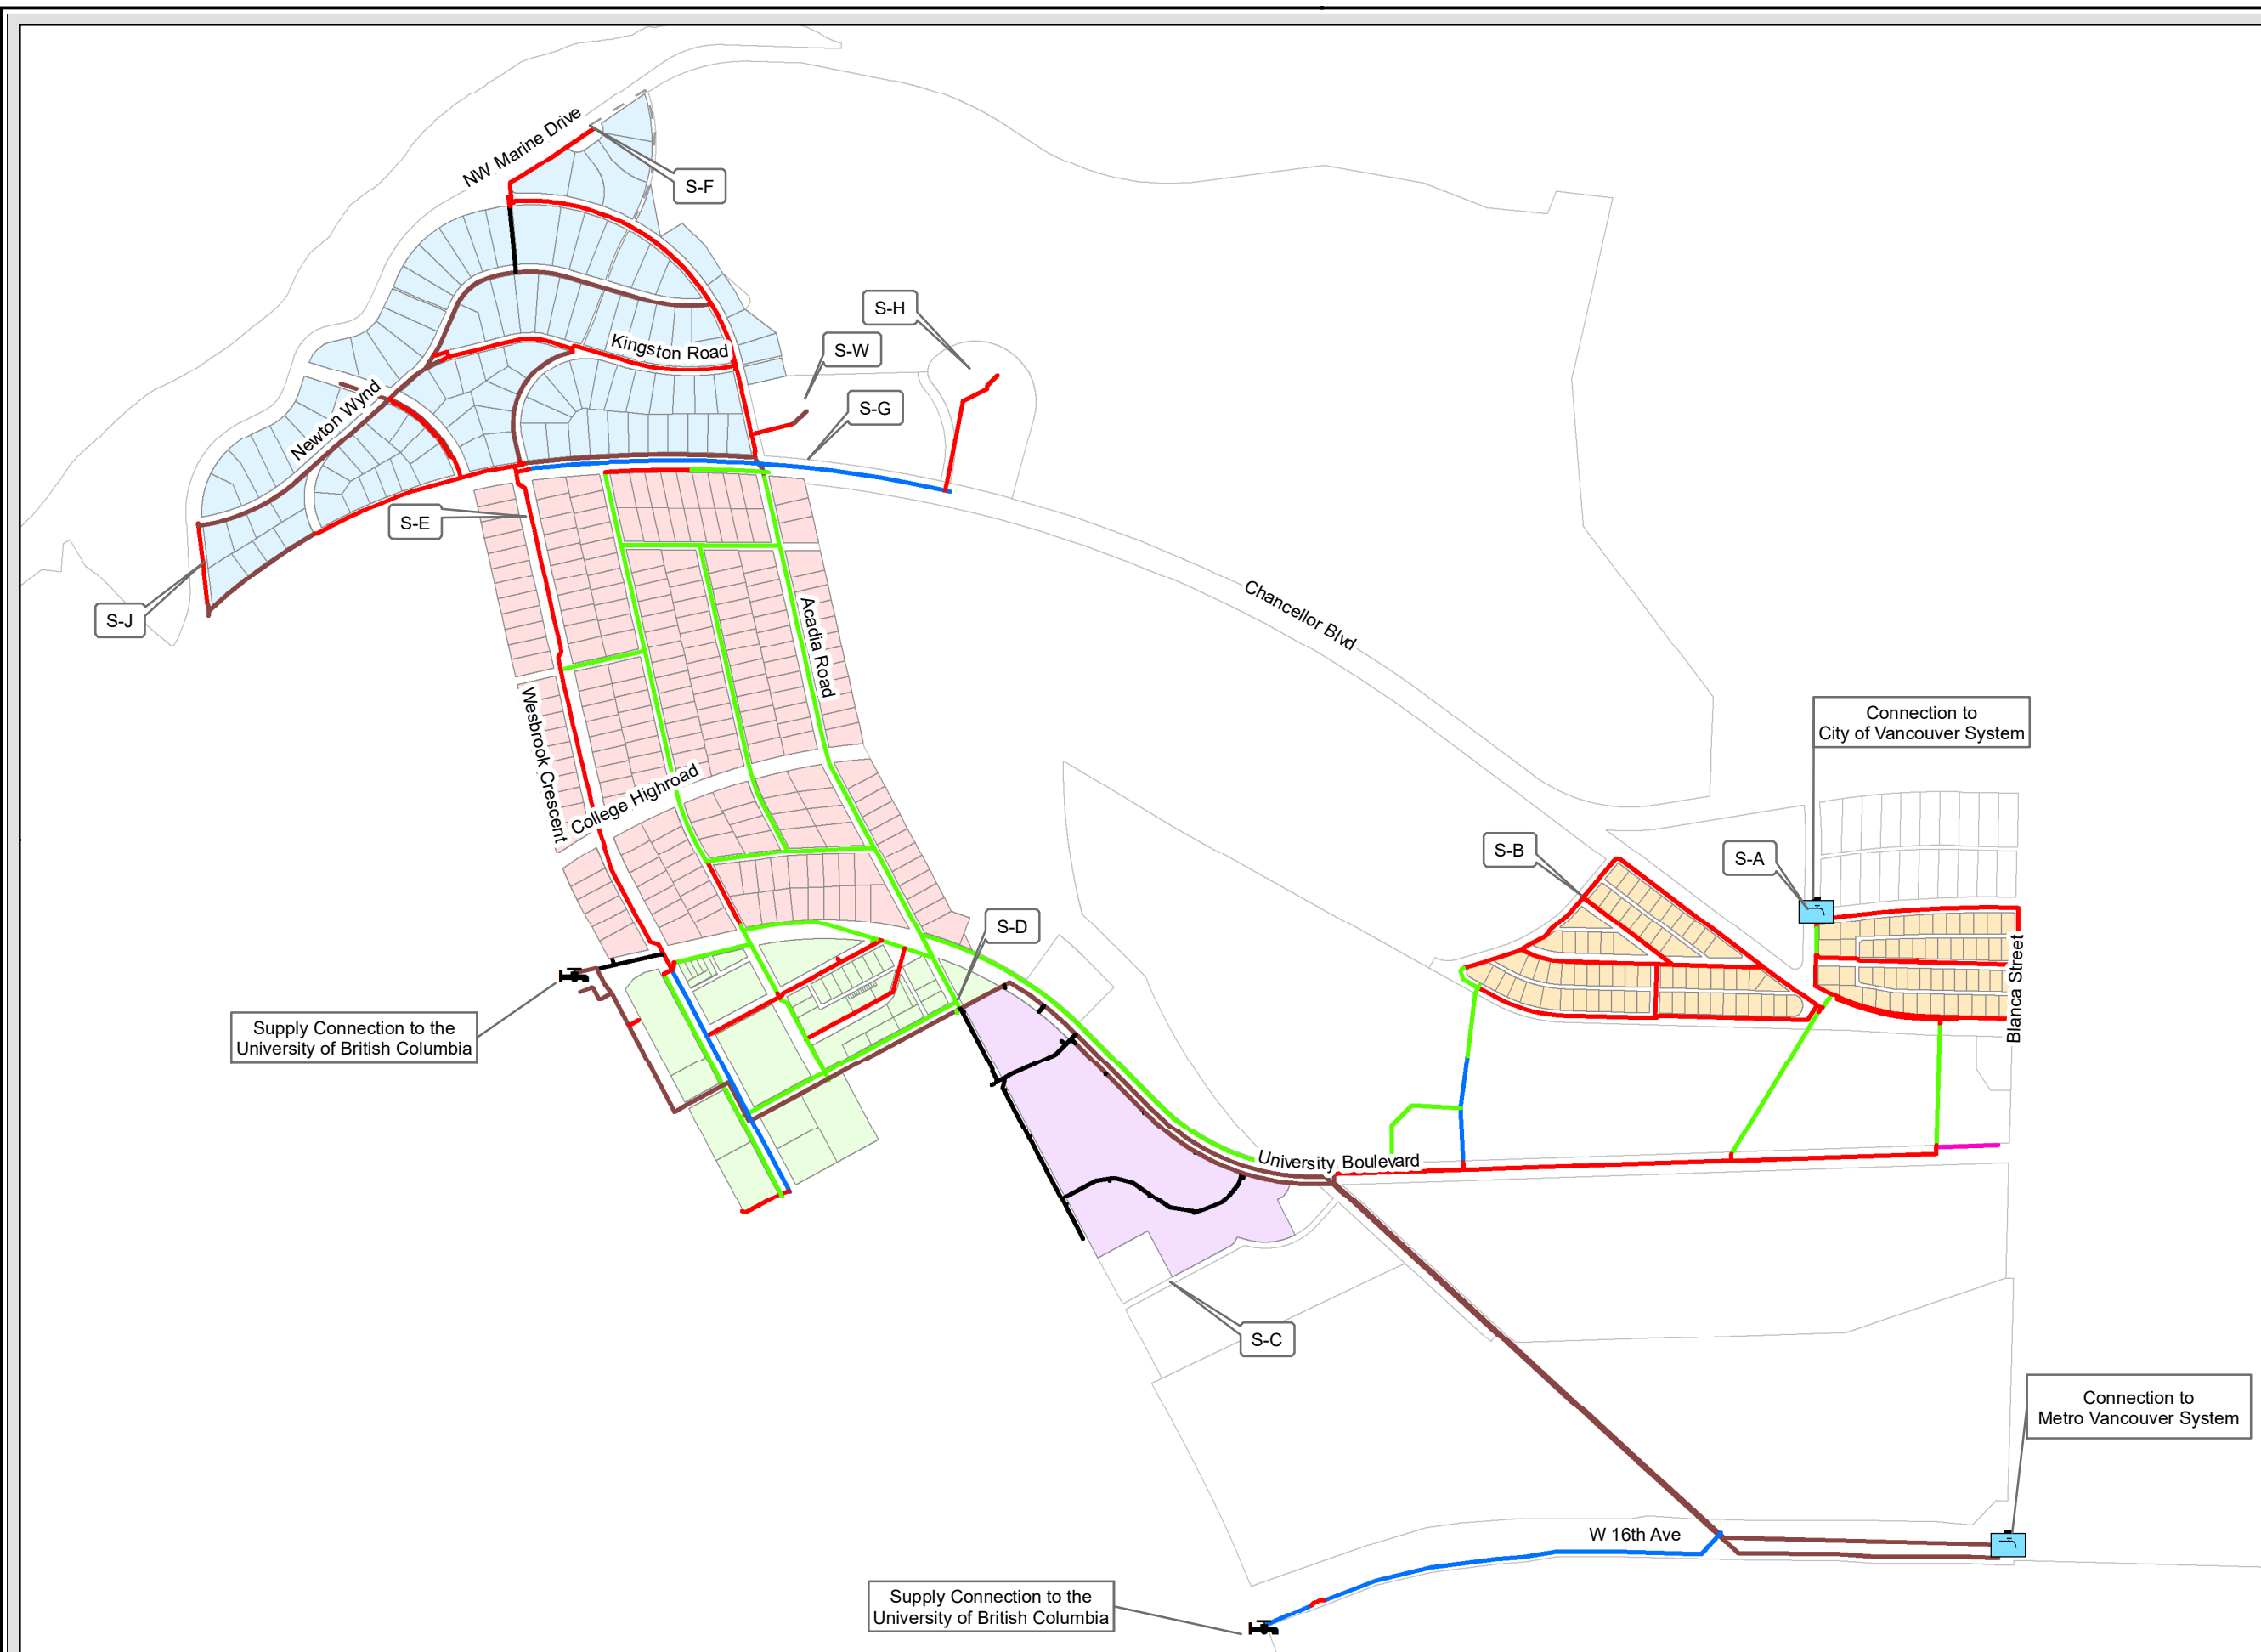 NW Marine Drive
S-F
S-H
Kingston Road
S-W
S-G
Newton Wynd
S-E
Chancellor Blvd
S-J
Acadia Road
Wesbrook Crescent
Connection to
City of Vancouver System
College Highroad
S-B
S-A
S-D
Blanca Street
Supply Connection to the
University of British Columbia
University Boulevard
S-C
Connection to
Metro Vancouver System
W 16th Ave
Supply Connection to the
University of British Columbia